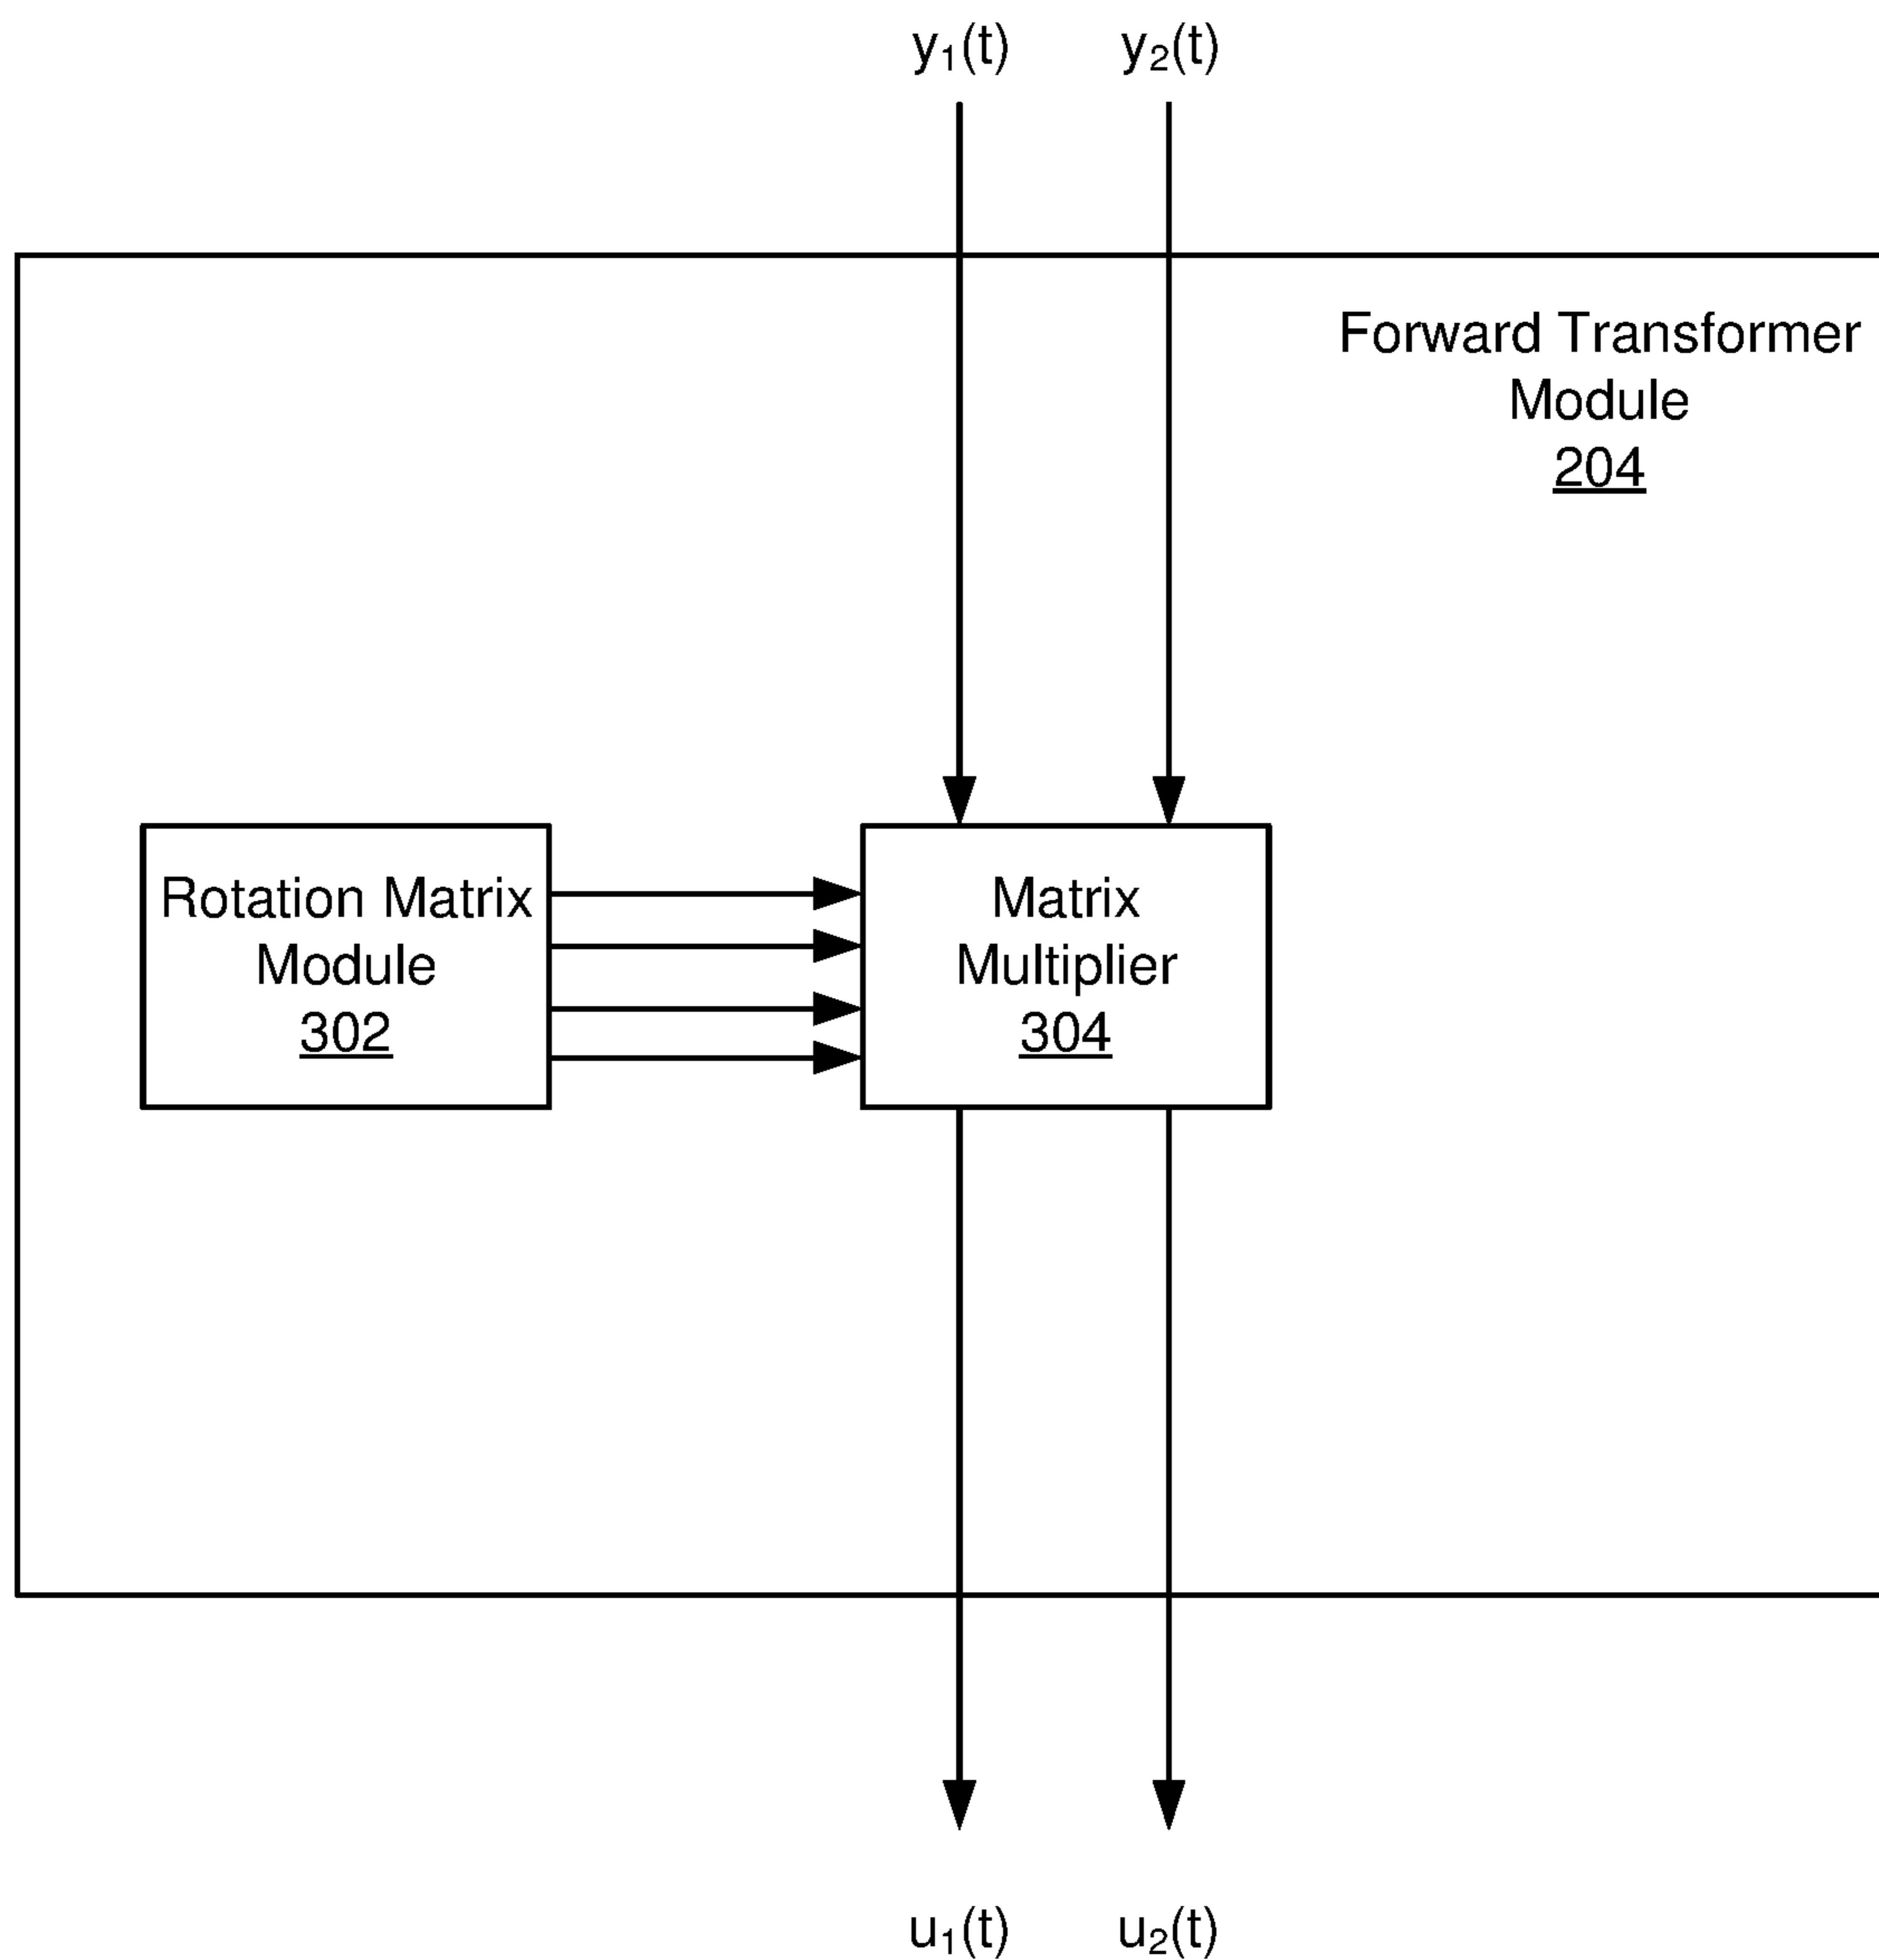 y₁(t) y₂(t)
Forward Transformer
Module
204
Rotation Matrix
Module
302
Matrix
Multiplier
304
u₁(t) u₂(t)